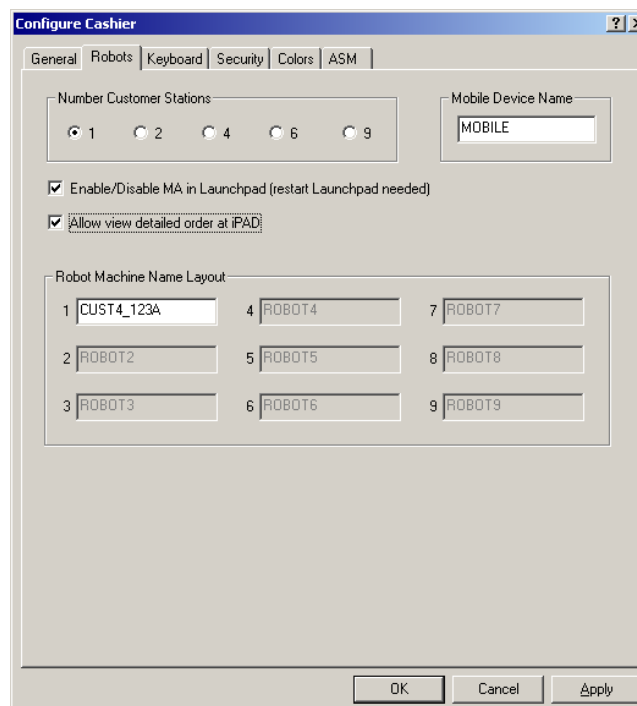 Configure Cashier
General Robots Keyboard Security Colors ASM
Number Customer Stations
1 2 4 6 9
Mobile Device Name
MOBILE
Enable/Disable MA in Launchpad (restart Launchpad needed)
Allow view detailed order at iPAD
Robot Machine Name Layout
1 CUST4_123A 4 ROBOT4 7 ROBOT7
2 ROBOT2 5 ROBOT5 8 ROBOT8
3 ROBOT3 6 ROBOT6 9 ROBOT9
OK Cancel Apply